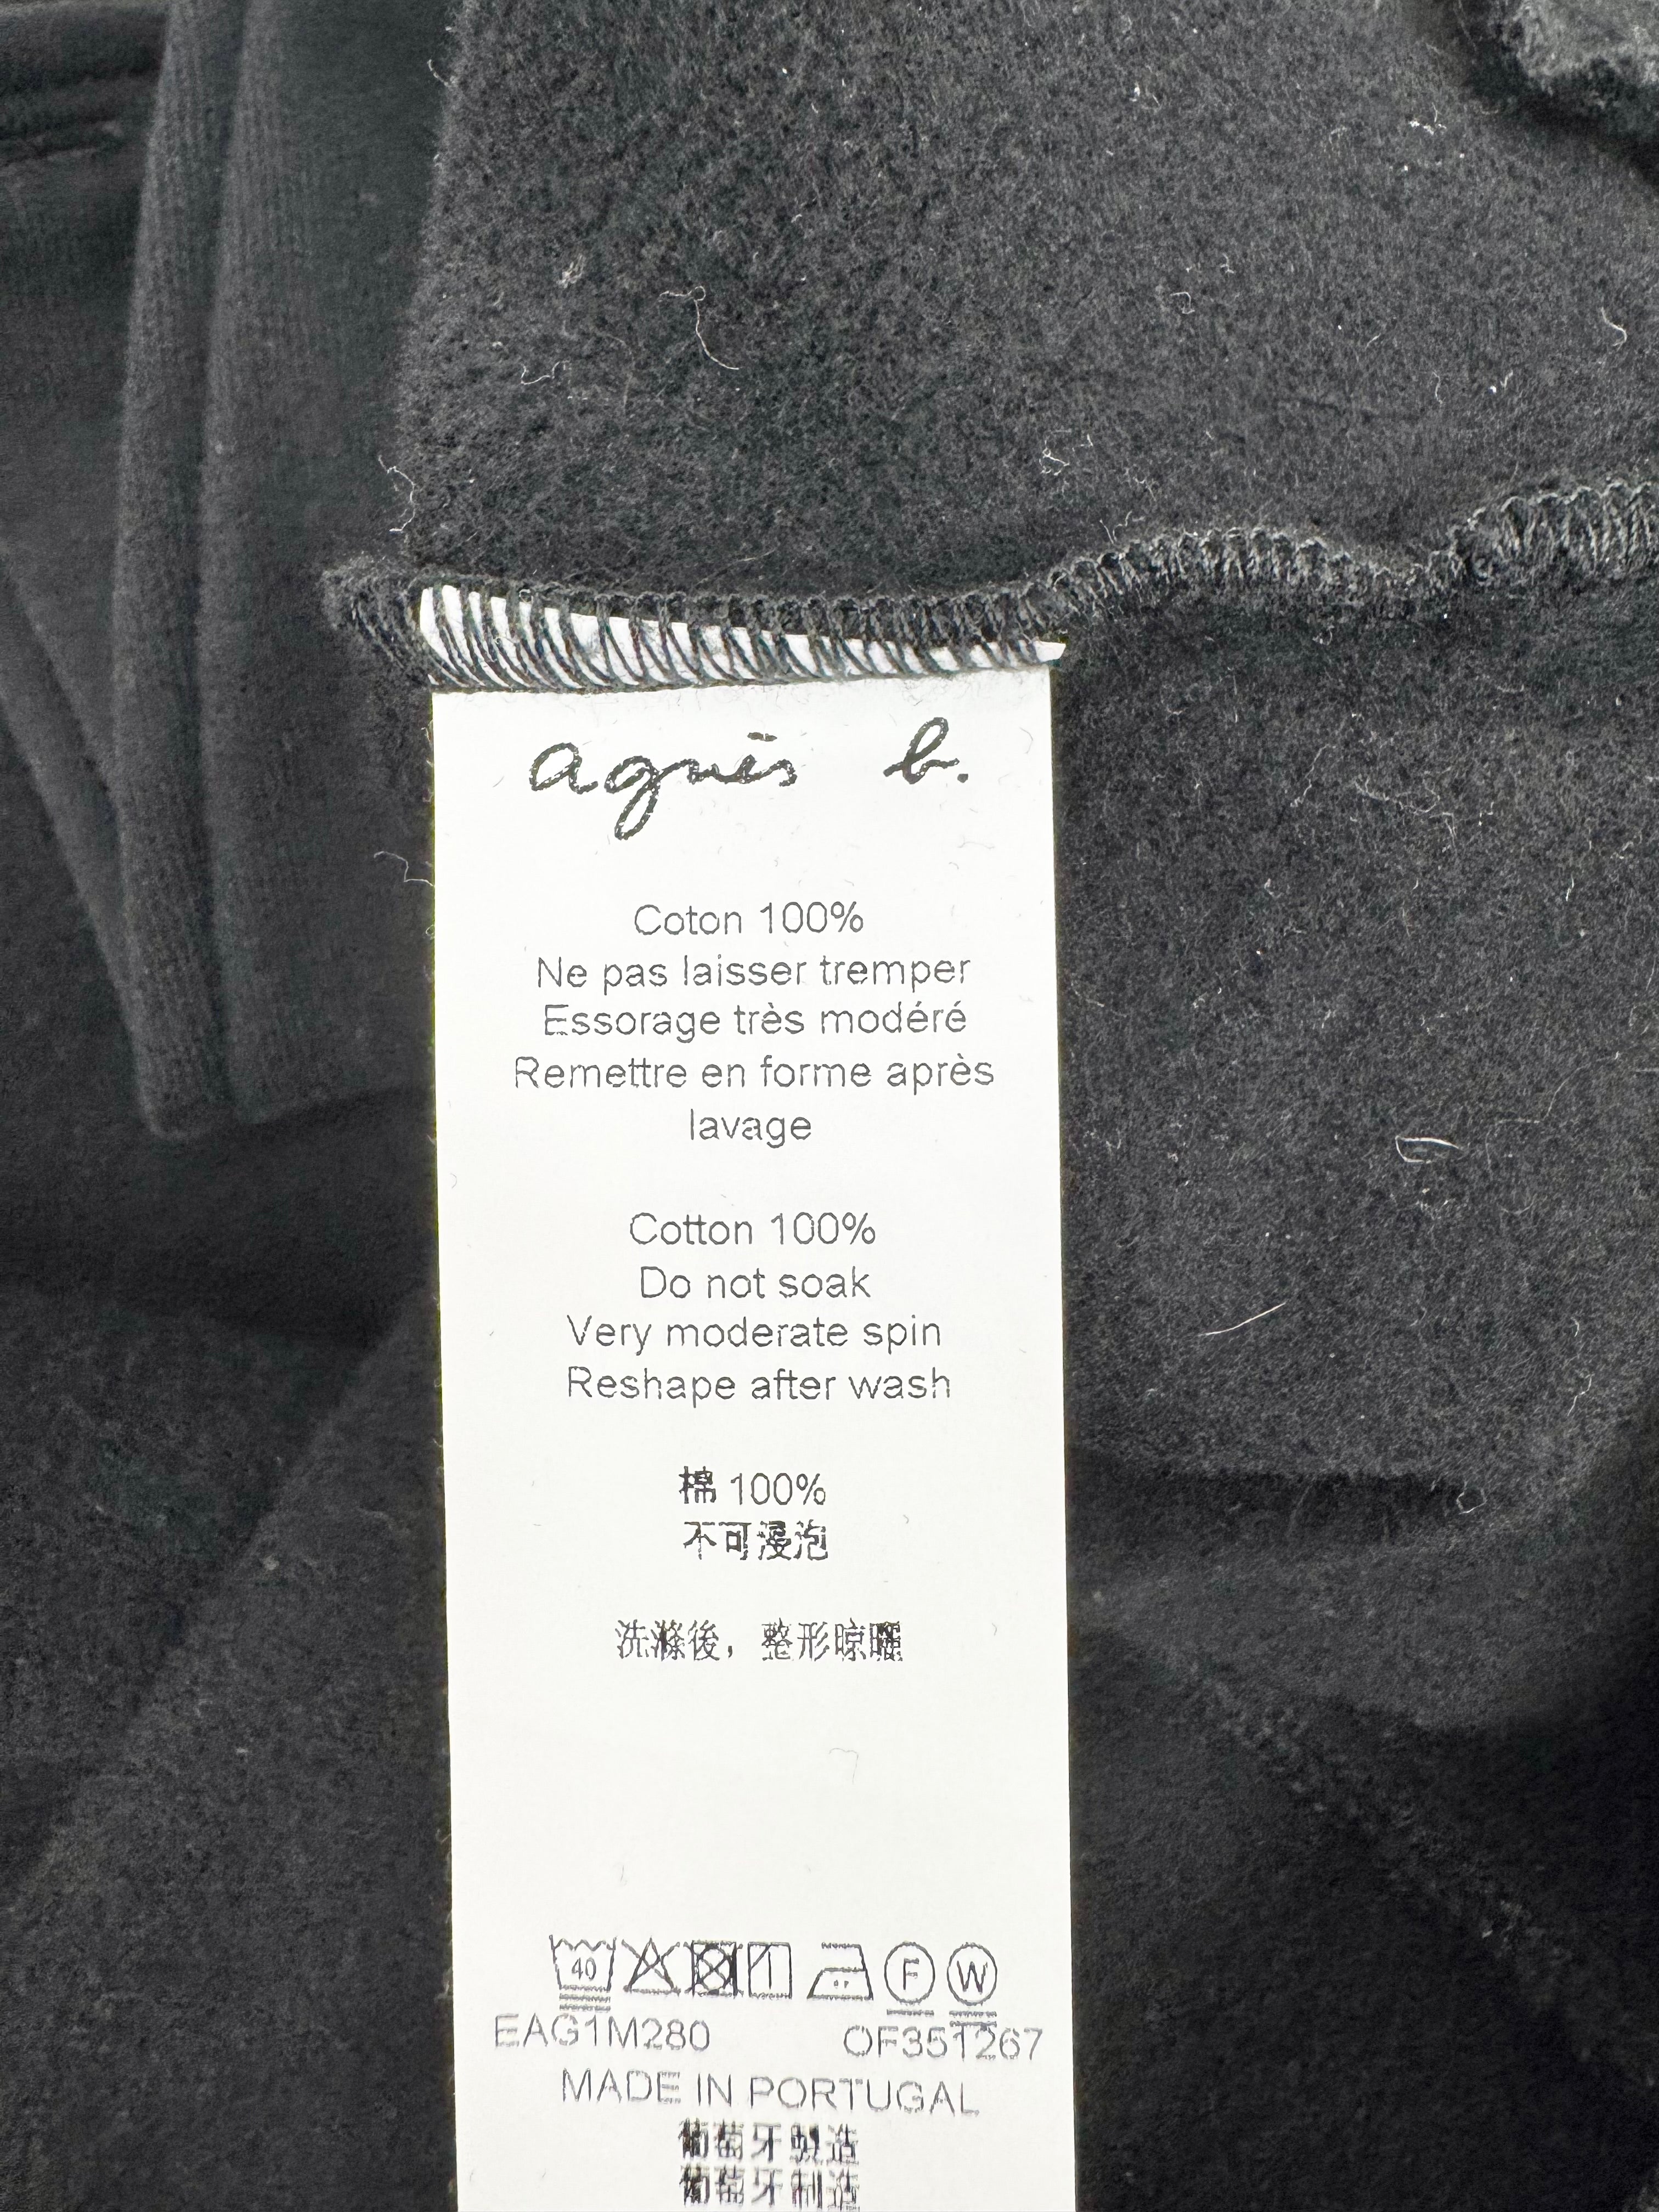 agnès b.
Coton 100%
Ne pas laisser tremper
Essorage très modéré
Remettre en forme après
lavage
Cotton 100%
Do not soak
Very moderate spin
Reshape after wash
棉 100%
不可浸泡
洗滌後，整形晾曬
40 F W
EAG1M280 OF351267
MADE IN PORTUGAL
葡萄牙製造
葡萄牙制造